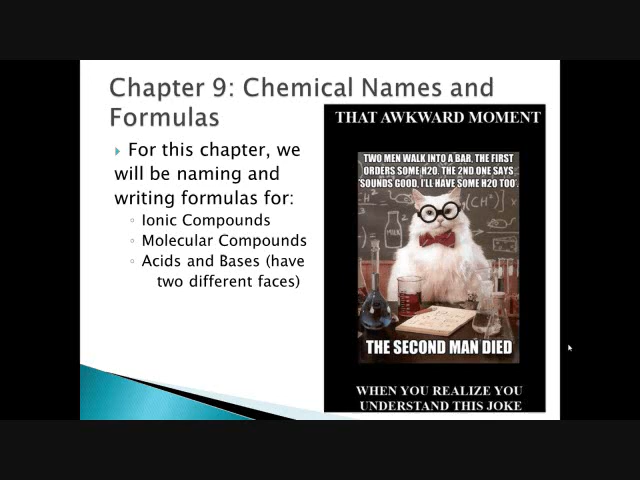 Chapter 9: Chemical Names and
Formulas
For this chapter, we
will be naming and
writing formulas for:
Ionic Compounds
Molecular Compounds
Acids and Bases (have
two different faces)
THAT AWKWARD MOMENT
TWO MEN WALK INTO A BAR. THE FIRST
ORDERS SOME H2O. THE 2ND ONE SAYS
'SOUNDS GOOD, I'LL HAVE SOME H2O TOO'.
THE SECOND MAN DIED
WHEN YOU REALIZE YOU
UNDERSTAND THIS JOKE